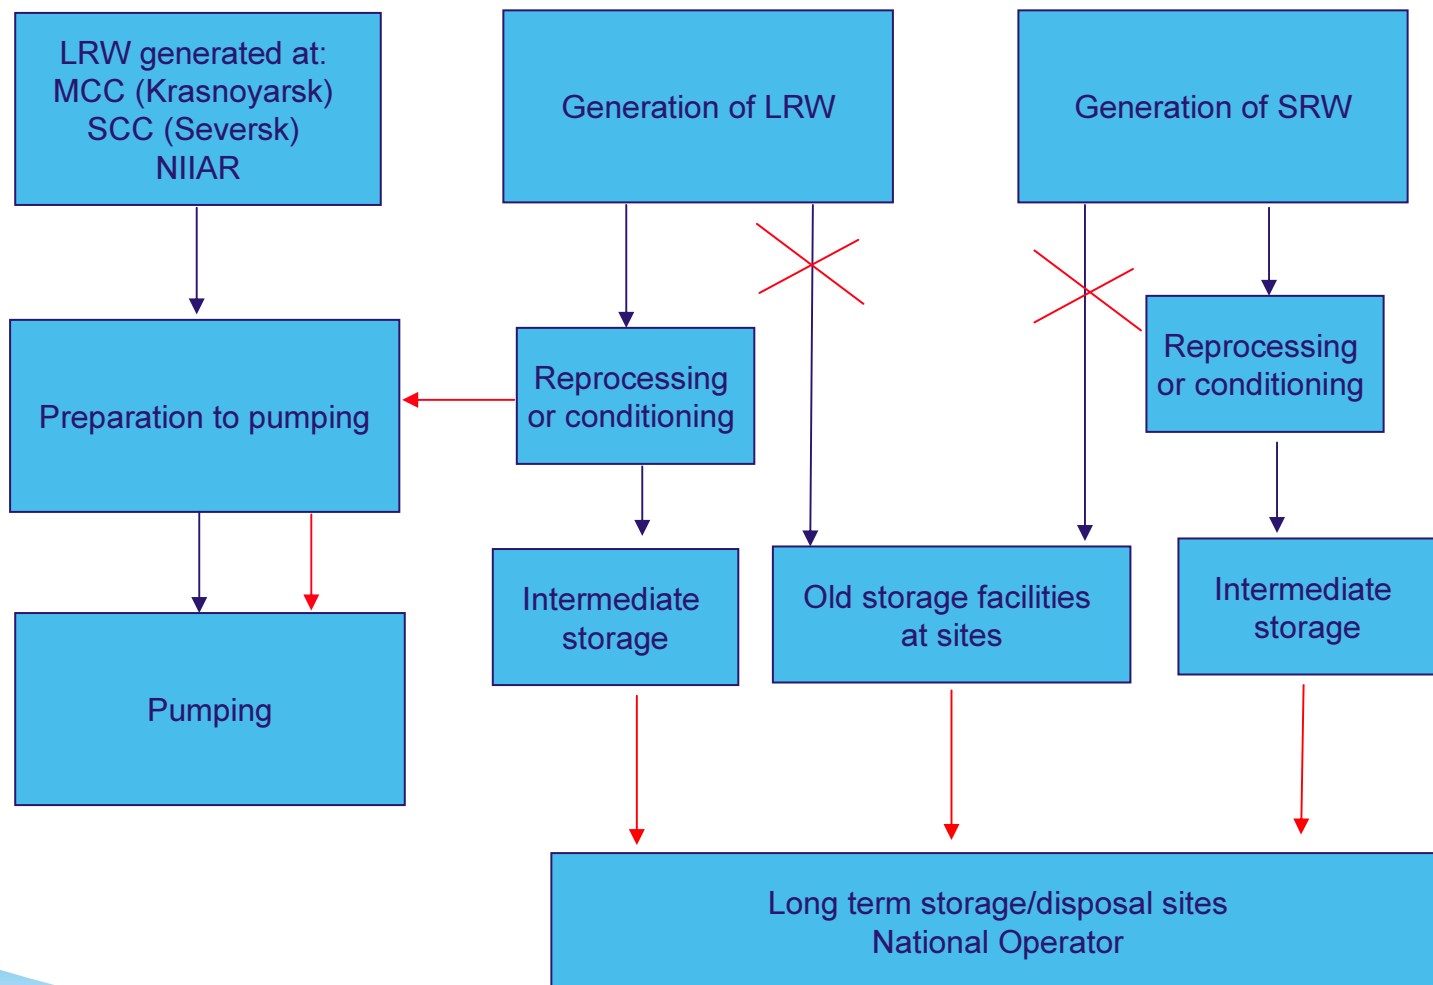 LRW generated at:
MCC (Krasnoyarsk)
SCC (Seversk)
NIIAR
Generation of LRW
Generation of SRW
Preparation to pumping
Reprocessing
or conditioning
Reprocessing
or conditioning
Pumping
Intermediate
storage
Old storage facilities
at sites
Intermediate
storage
Long term storage/disposal sites
National Operator